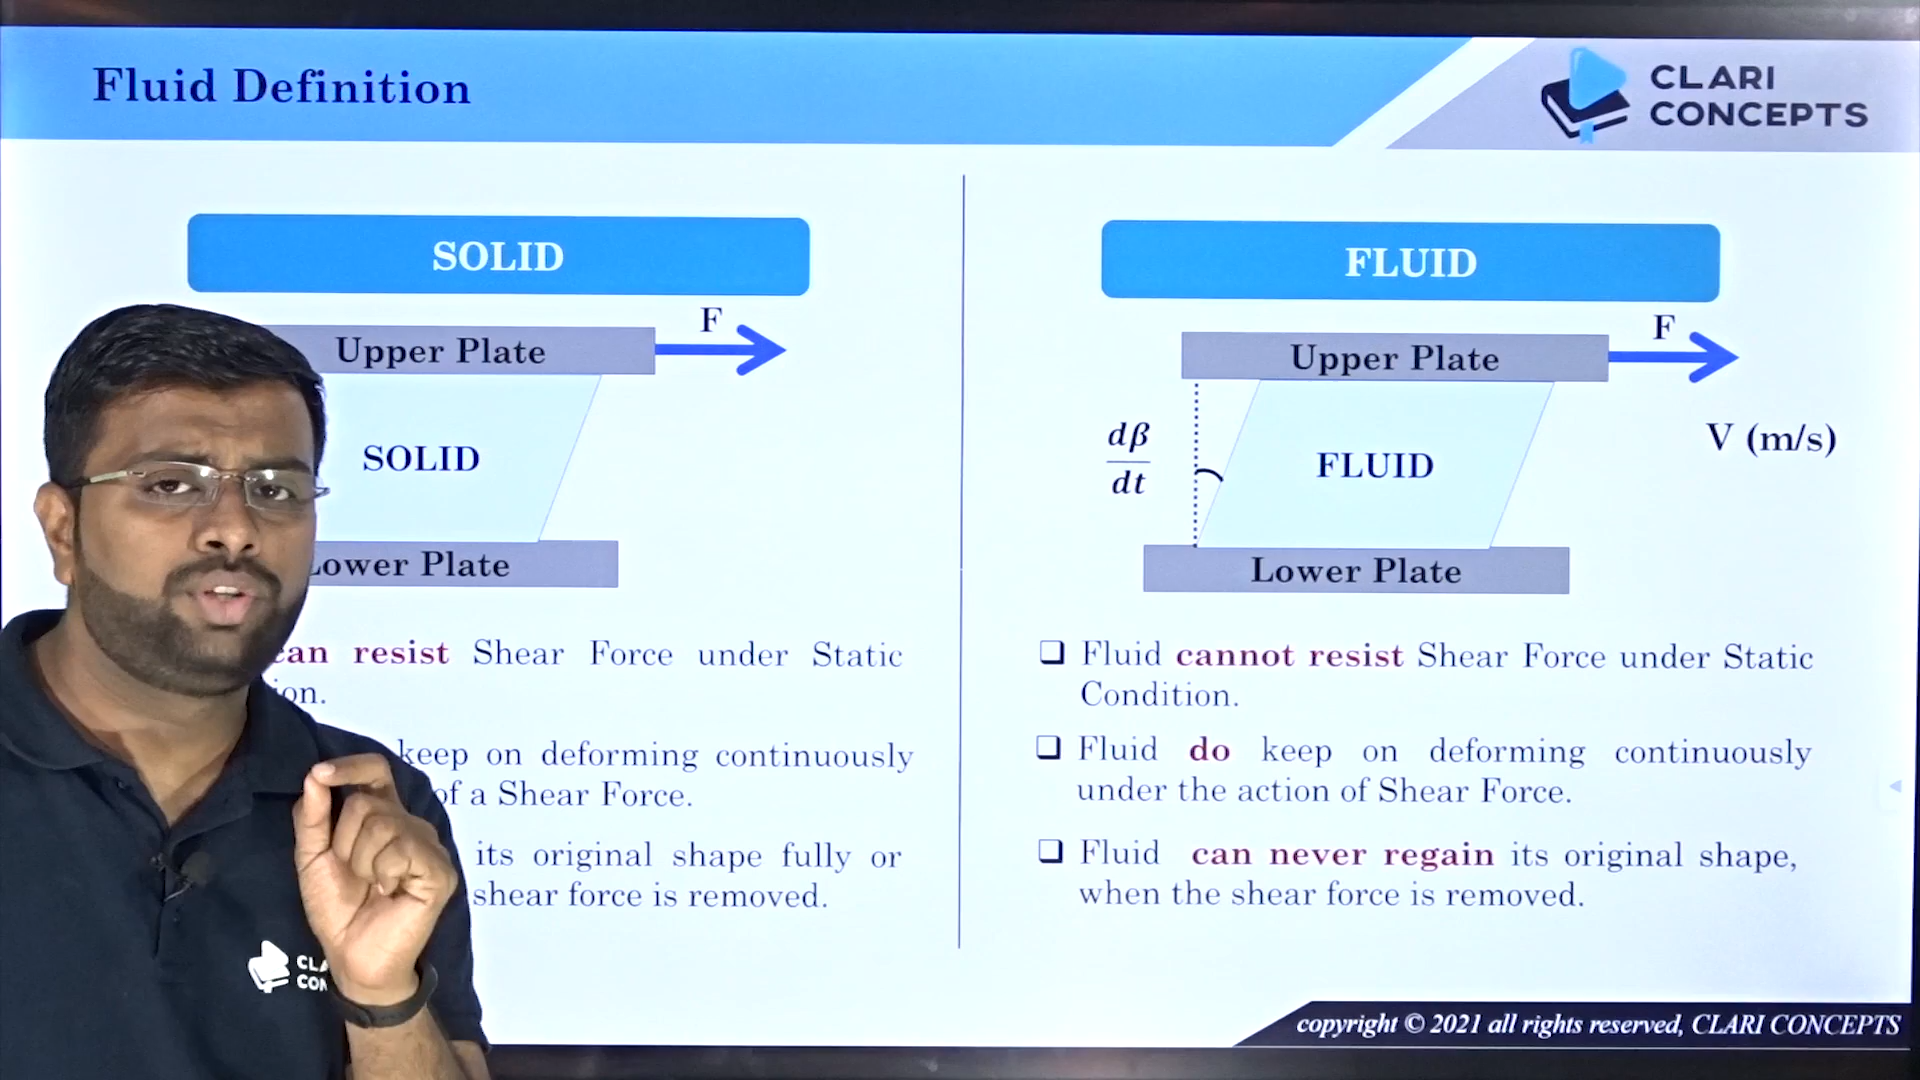 Fluid Definition
CLARI
CONCEPTS
SOLID
F
Upper Plate
SOLID
Lower Plate
can resist Shear Force under Static
keep on deforming continuously
of a Shear Force.
its original shape fully or
shear force is removed.
FLUID
F
Upper Plate
dβ
dt
V (m/s)
FLUID
Lower Plate
❑ Fluid cannot resist Shear Force under Static
Condition.
❑ Fluid do keep on deforming continuously
under the action of Shear Force.
❑ Fluid can never regain its original shape,
when the shear force is removed.
CLA
CON
copyright © 2021 all rights reserved, CLARI CONCEPTS